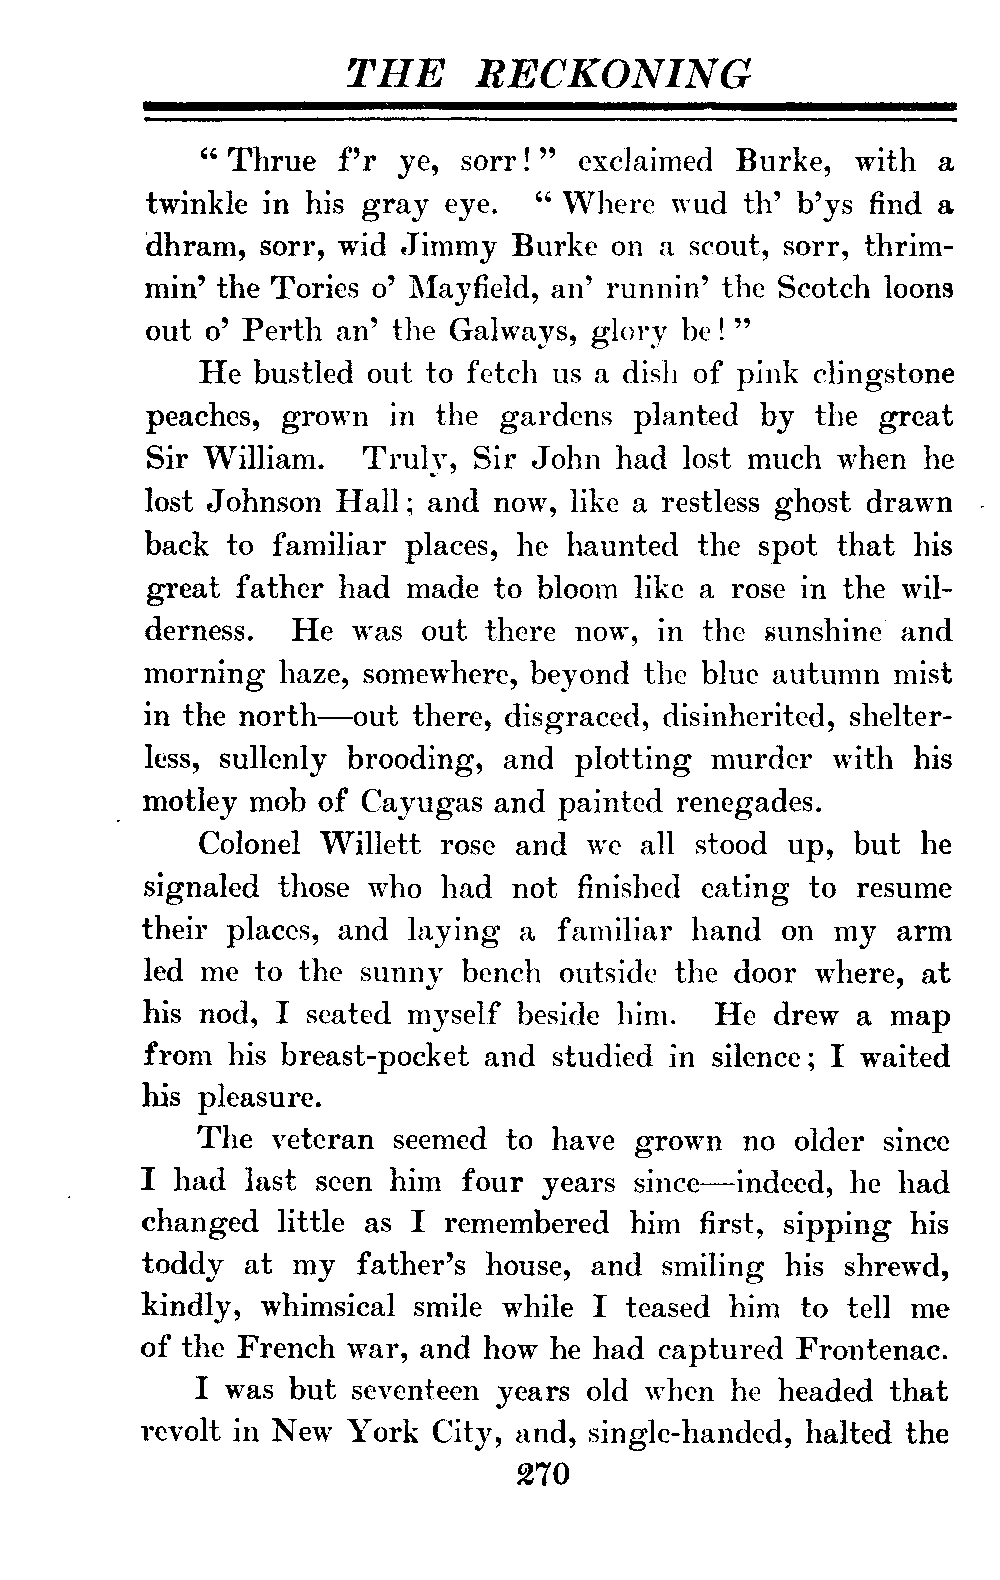 THE RECKONING
“Thrue f’r ye, sorr!” exclaimed Burke, with a
twinkle in his gray eye. “Where wud th’ b’ys find a
dhram, sorr, wid Jimmy Burke on a scout, sorr, thrim-
min’ the Tories o’ Mayfield, an’ runnin’ the Scotch loons
out o’ Perth an’ the Galways, glory be!”
He bustled out to fetch us a dish of pink clingstone
peaches, grown in the gardens planted by the great
Sir William. Truly, Sir John had lost much when he
lost Johnson Hall; and now, like a restless ghost drawn
back to familiar places, he haunted the spot that his
great father had made to bloom like a rose in the wil-
derness. He was out there now, in the sunshine and
morning haze, somewhere, beyond the blue autumn mist
in the north—out there, disgraced, disinherited, shelter-
less, sullenly brooding, and plotting murder with his
motley mob of Cayugas and painted renegades.
Colonel Willett rose and we all stood up, but he
signaled those who had not finished eating to resume
their places, and laying a familiar hand on my arm
led me to the sunny bench outside the door where, at
his nod, I seated myself beside him. He drew a map
from his breast-pocket and studied in silence; I waited
his pleasure.
The veteran seemed to have grown no older since
I had last seen him four years since—indeed, he had
changed little as I remembered him first, sipping his
toddy at my father’s house, and smiling his shrewd,
kindly, whimsical smile while I teased him to tell me
of the French war, and how he had captured Frontenac.
I was but seventeen years old when he headed that
revolt in New York City, and, single-handed, halted the
270